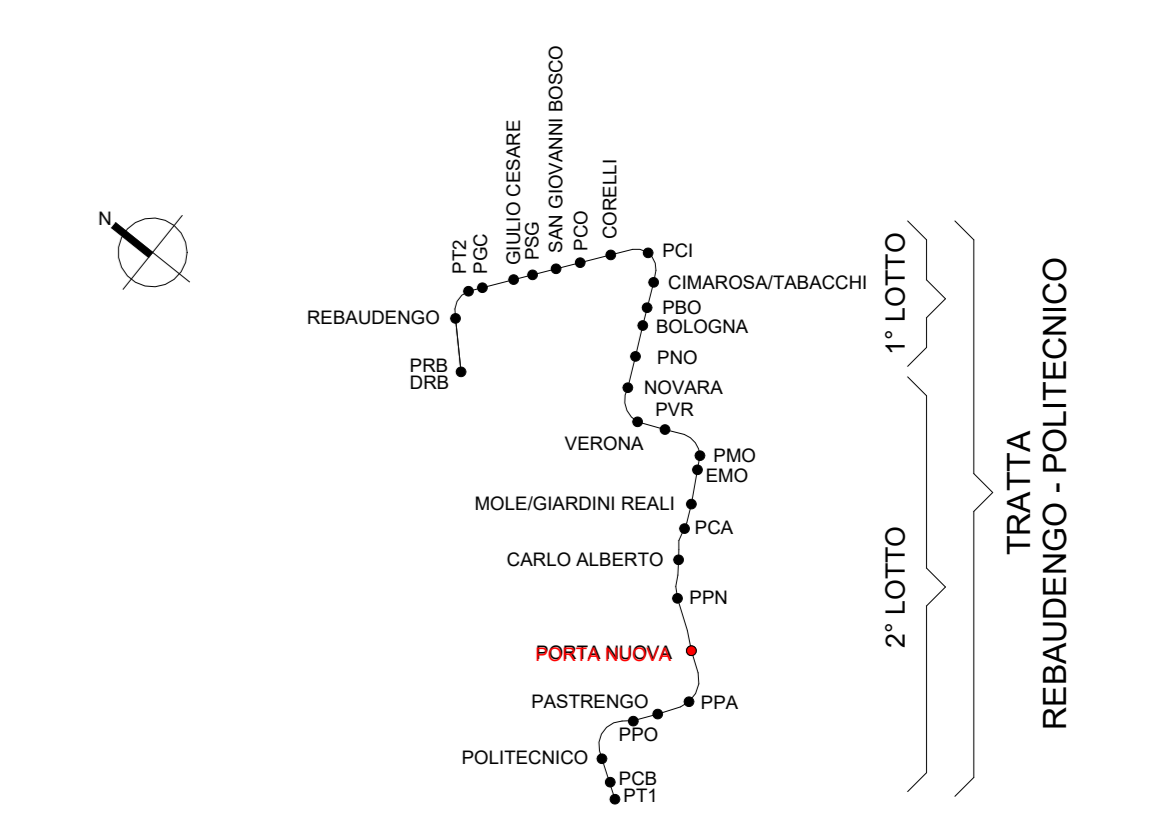 N
PT2
PGC
GIULIO CESARE
PSG
SAN GIOVANNI BOSCO
PCO
CORELLI
PCI
CIMAROSA/TABACCHI
REBAUDENGO
PBO
BOLOGNA
PRB
DRB
PNO
NOVARA
PVR
VERONA
PMO
EMO
MOLE/GIARDINI REALI
PCA
CARLO ALBERTO
PPN
PORTA NUOVA
PASTRENGO
PPA
PPO
POLITECNICO
PCB
PT1
1° LOTTO
2° LOTTO
TRATTA
REBAUDENGO - POLITECNICO